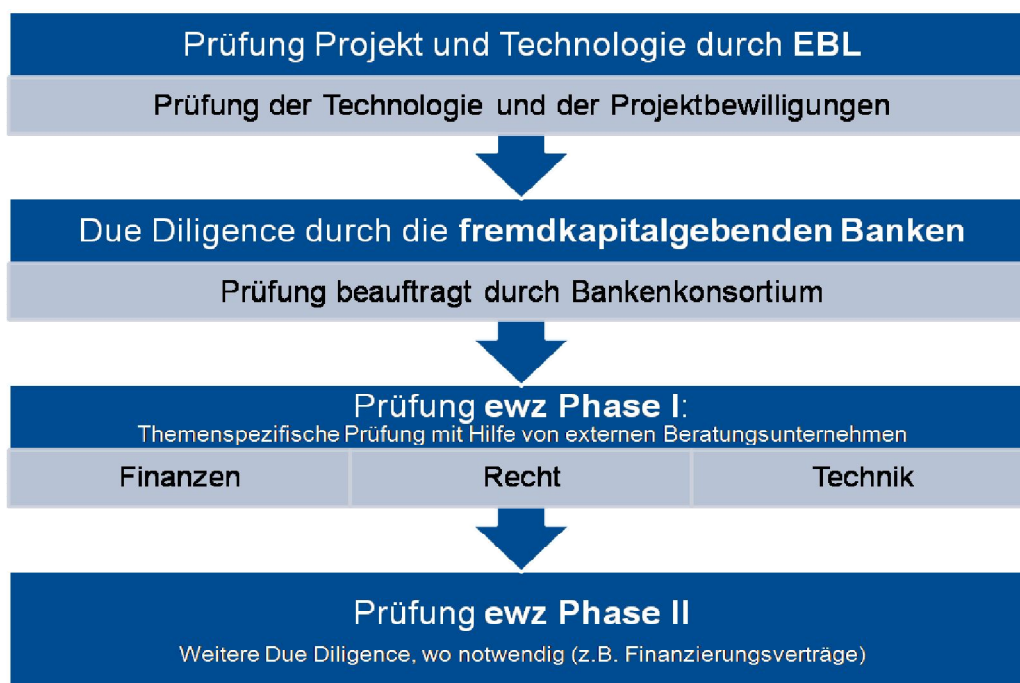 Prüfung Projekt und Technologie durch EBL
Prüfung der Technologie und der Projektbewilligungen
Due Diligence durch die fremdkapitalgebenden Banken
Prüfung beauftragt durch Bankenkonsortium
Prüfung ewz Phase I:
Themenspezifische Prüfung mit Hilfe von externen Beratungsunternehmen
Finanzen Recht Technik
Prüfung ewz Phase II
Weitere Due Diligence, wo notwendig (z.B. Finanzierungsverträge)